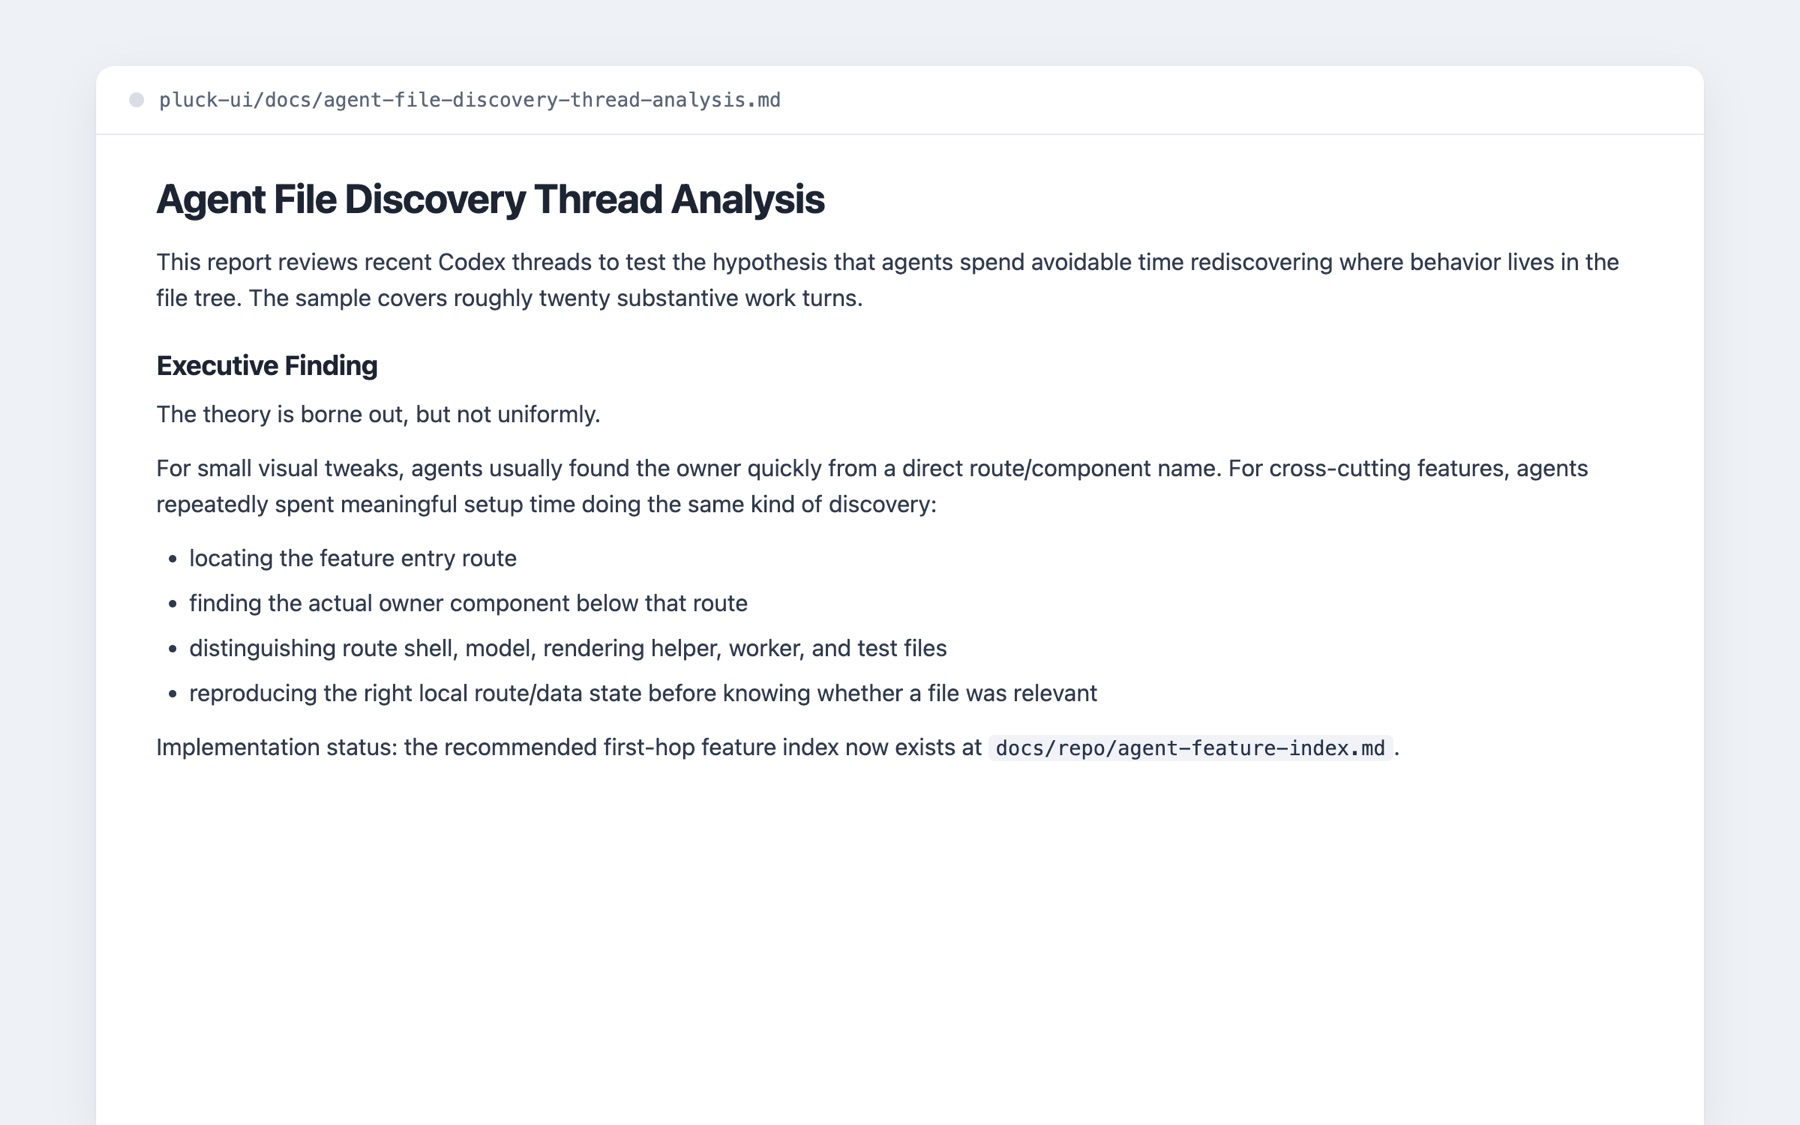 pluck-ui/docs/agent-file-discovery-thread-analysis.md
Agent File Discovery Thread Analysis
This report reviews recent Codex threads to test the hypothesis that agents spend avoidable time rediscovering where behavior lives in the
file tree. The sample covers roughly twenty substantive work turns.
Executive Finding
The theory is borne out, but not uniformly.
For small visual tweaks, agents usually found the owner quickly from a direct route/component name. For cross-cutting features, agents
repeatedly spent meaningful setup time doing the same kind of discovery:
• locating the feature entry route
• finding the actual owner component below that route
• distinguishing route shell, model, rendering helper, worker, and test files
• reproducing the right local route/data state before knowing whether a file was relevant
Implementation status: the recommended first-hop feature index now exists at docs/repo/agent-feature-index.md.